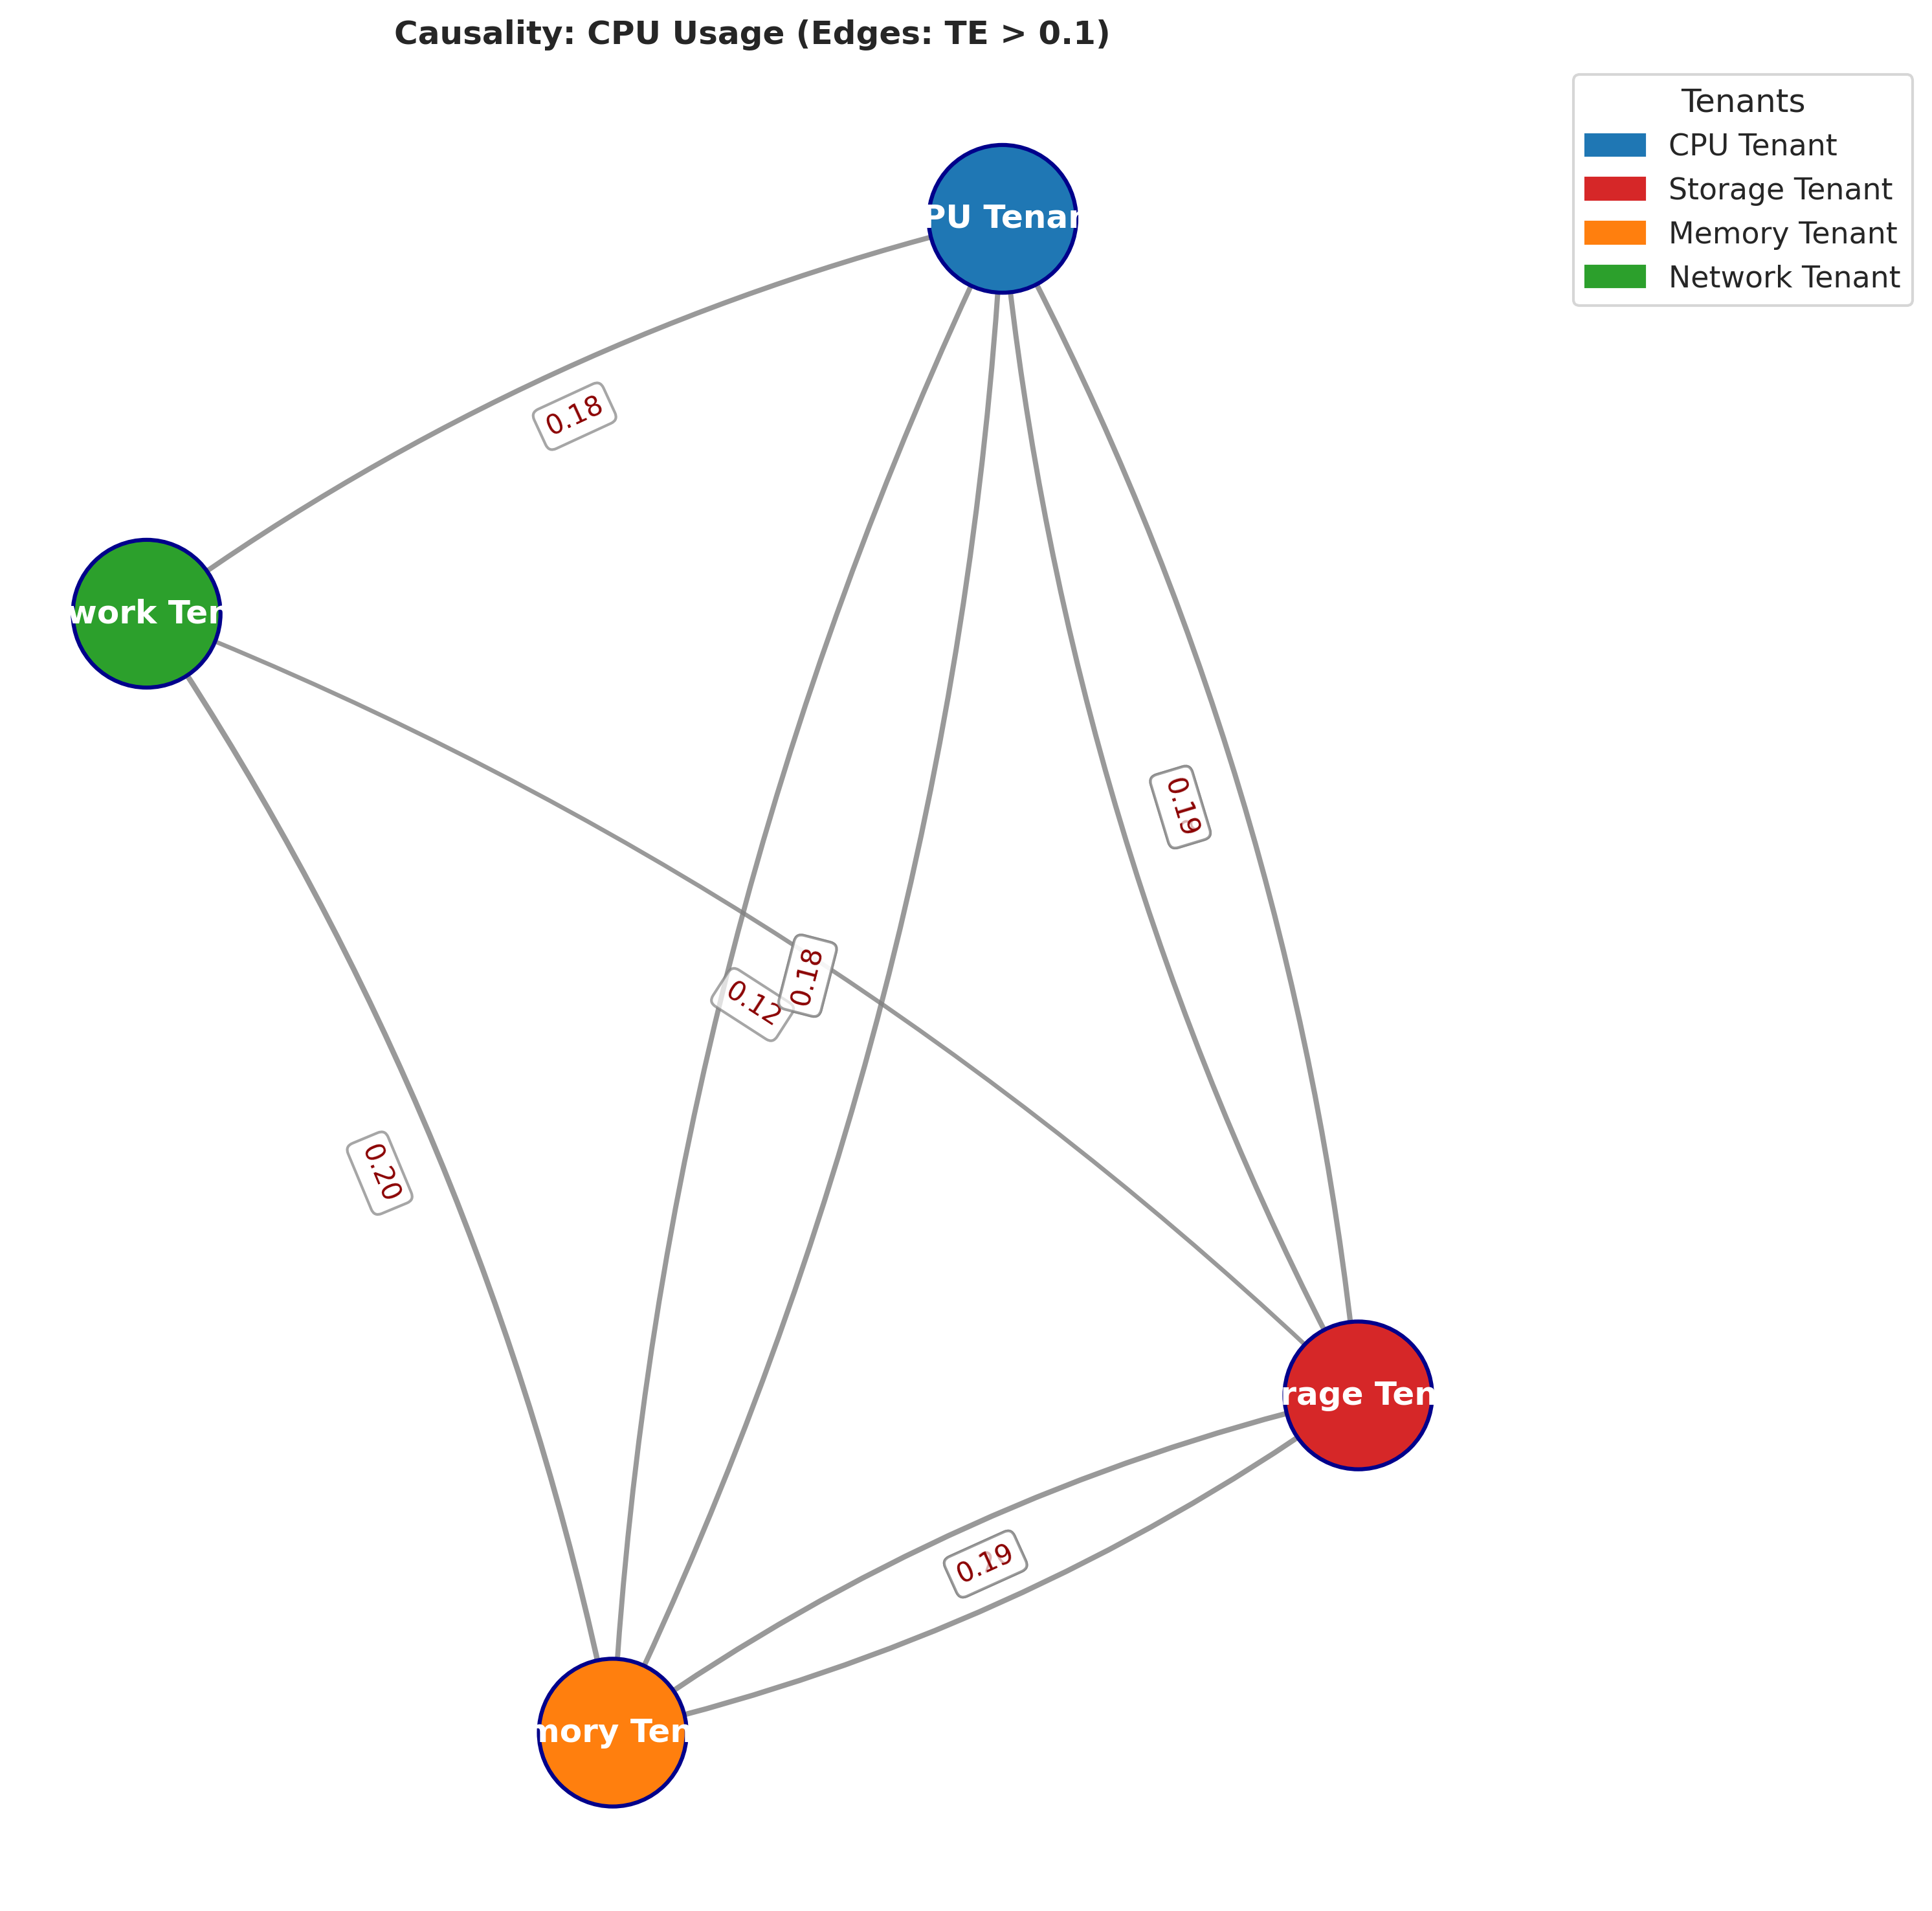 Causality: CPU Usage (Edges: TE > 0.1)
Tenants
CPU Tenant
Storage Tenant
Memory Tenant
Network Tenant
PU Tenan
0.18
work Ten
0.19
0.18
0.12
0.20
rage Ten
0.19
mory Ten